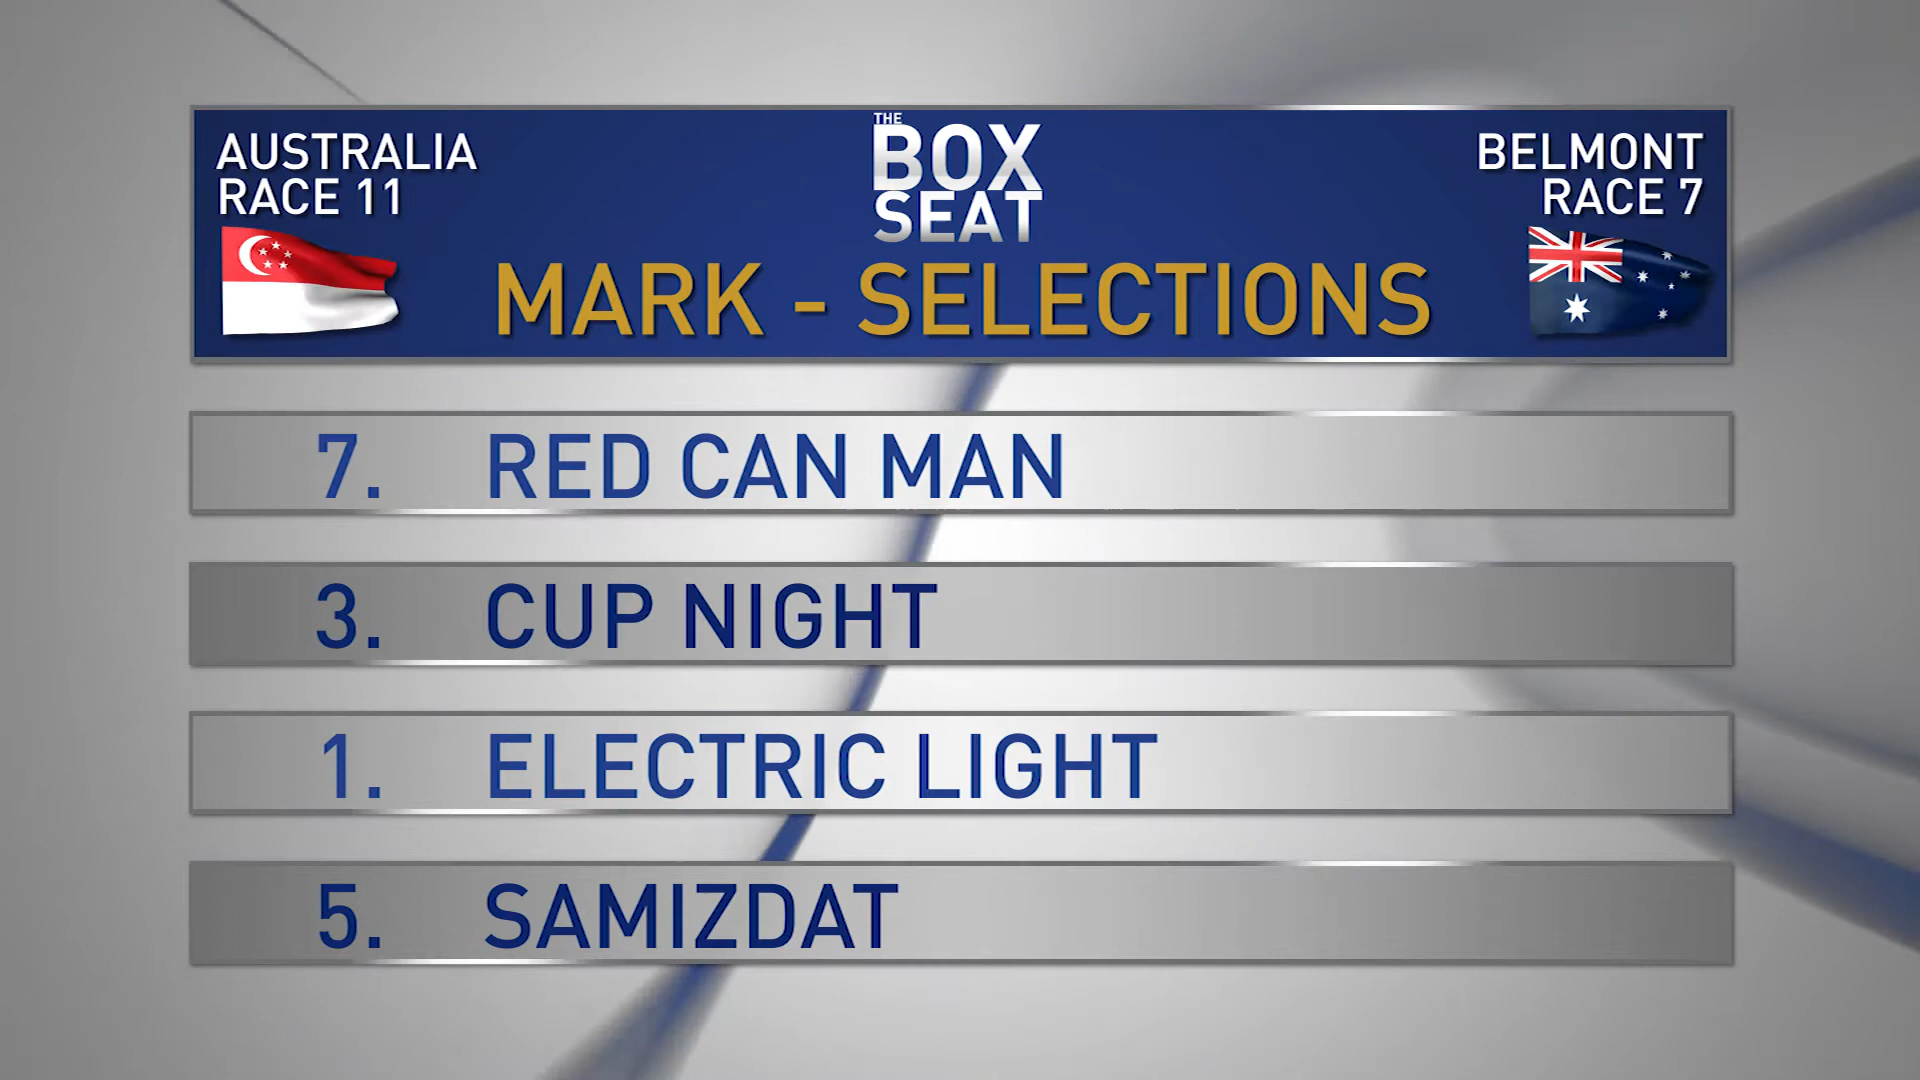 AUSTRALIA
RACE 11
THE
BOX
SEAT
BELMONT
RACE 7
MARK - SELECTIONS
7. RED CAN MAN
3. CUP NIGHT
1. ELECTRIC LIGHT
5. SAMIZDAT